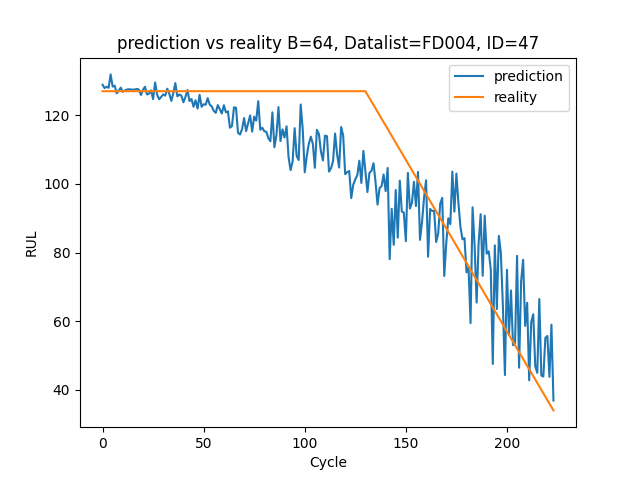 prediction vs reality B=64, Datalist=FD004, ID=47
prediction
reality
RUL
120
100
80
60
40
0
50
100
150
200
Cycle